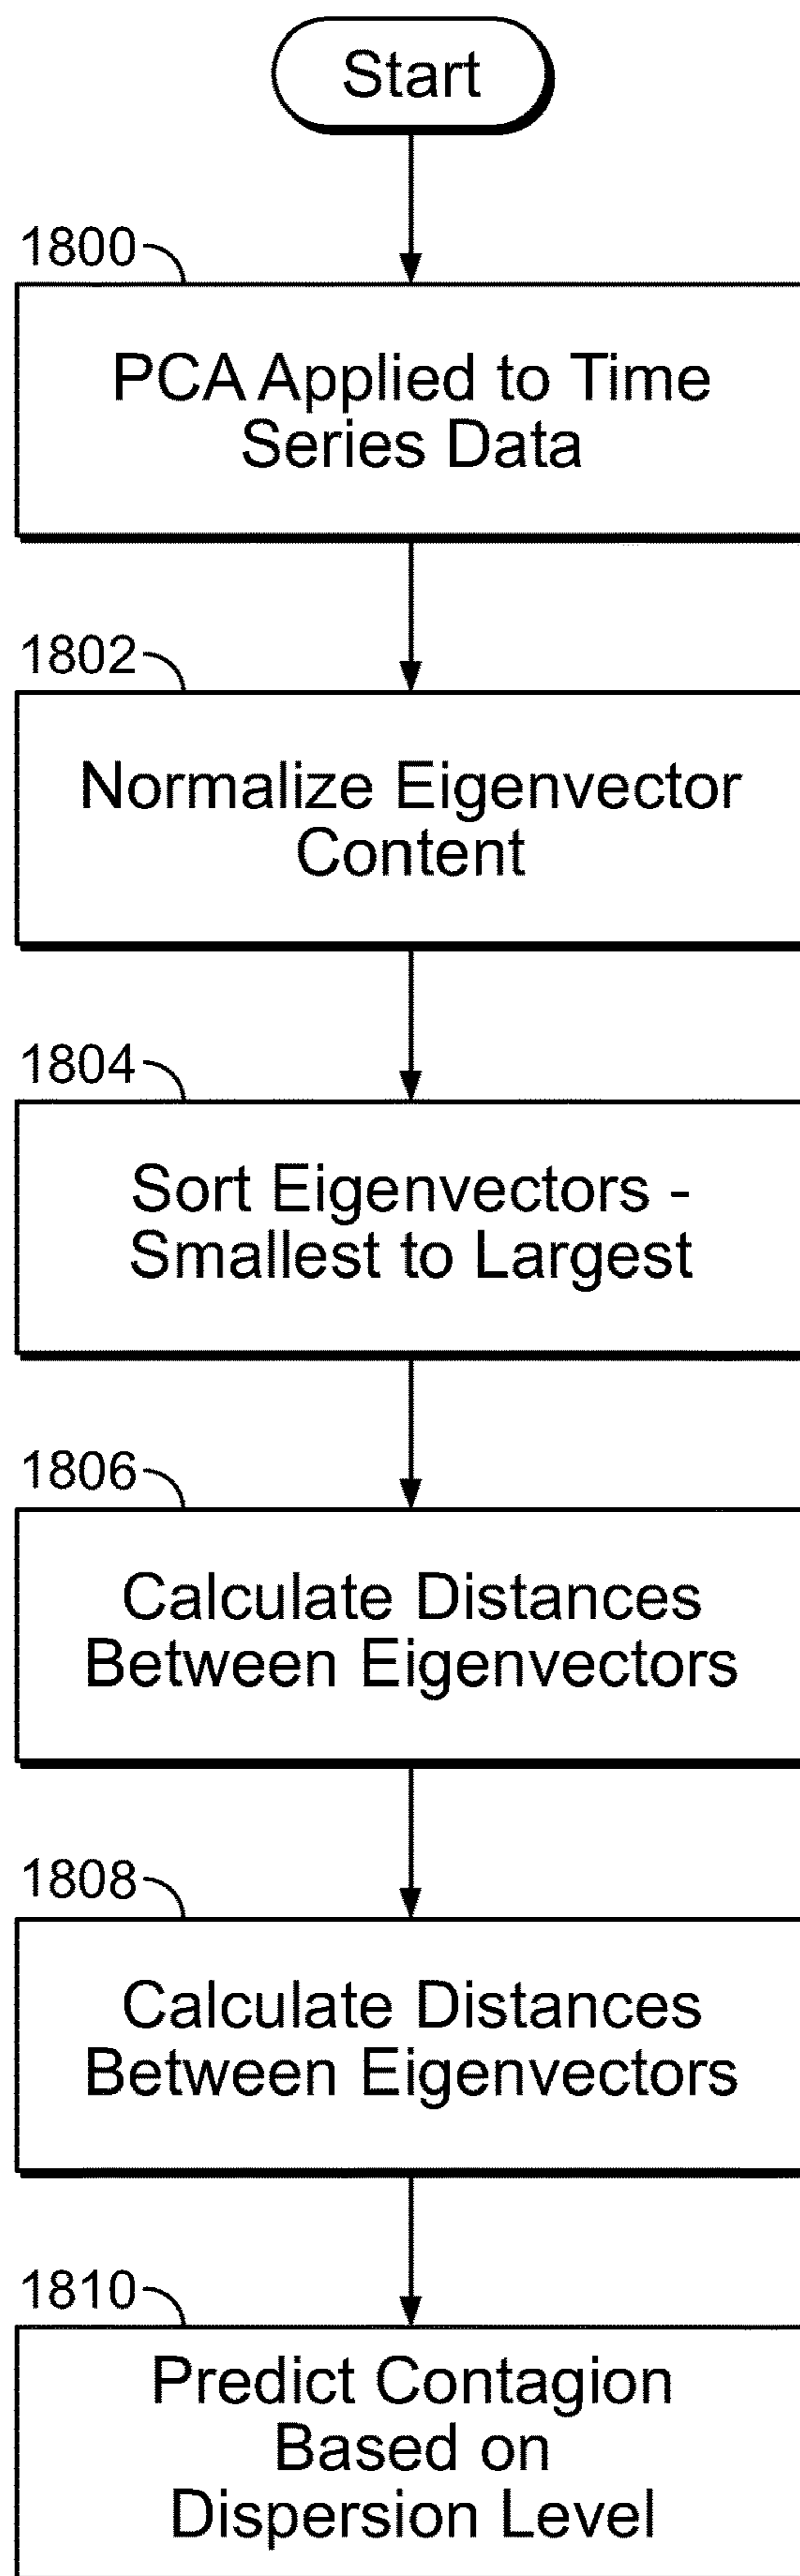 Start
1800
PCA Applied to Time
Series Data
1802
Normalize Eigenvector
Content
1804
Sort Eigenvectors -
Smallest to Largest
1806
Calculate Distances
Between Eigenvectors
1808
Calculate Distances
Between Eigenvectors
1810
Predict Contagion
Based on
Dispersion Level